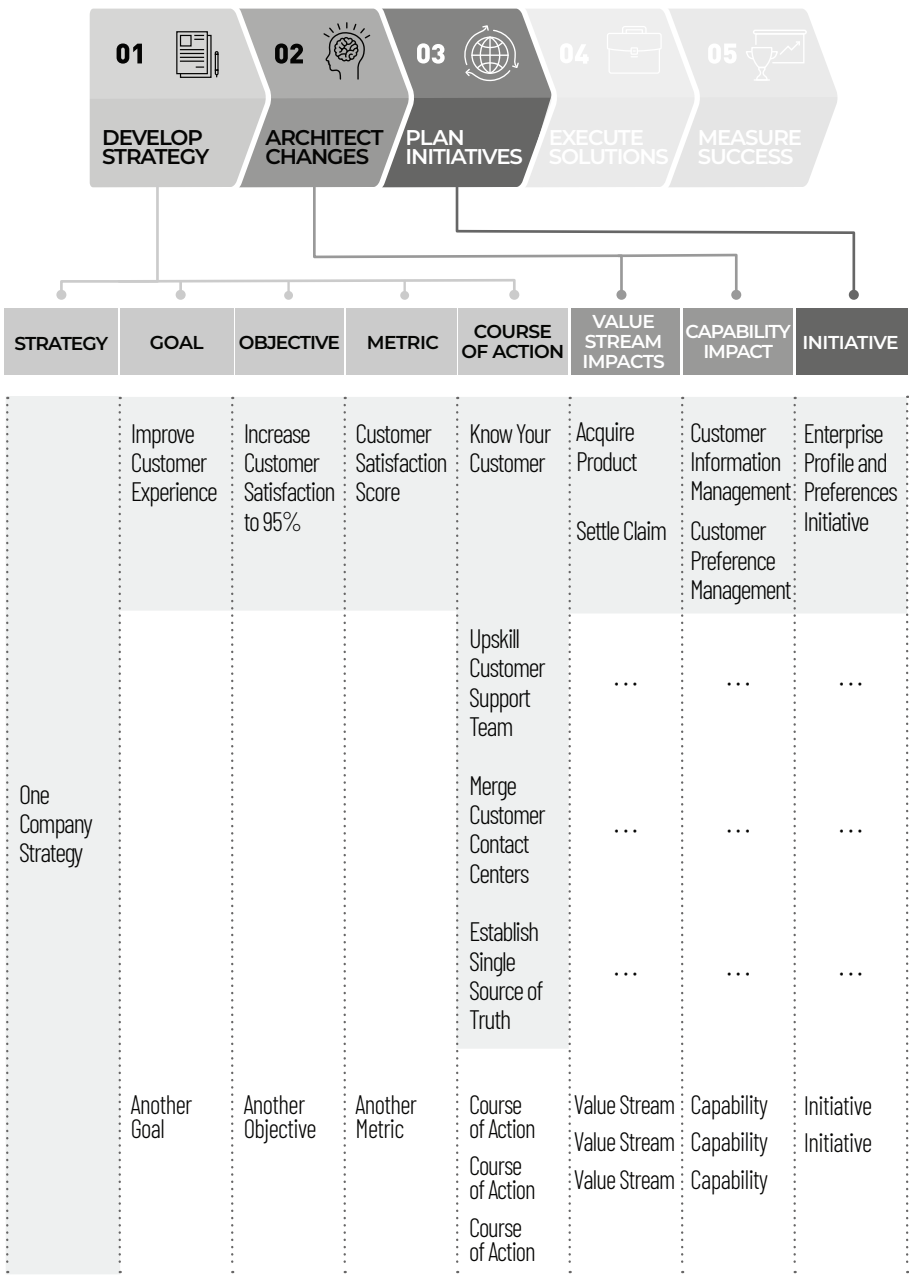 01
02
03
04
05
DEVELOP
STRATEGY
ARCHITECT
CHANGES
PLAN
INITIATIVES
EXECUTE
SOLUTIONS
MEASURE
SUCCESS
STRATEGY
GOAL
OBJECTIVE
METRIC
COURSE
OF ACTION
VALUE
STREAM
IMPACTS
CAPABILITY
IMPACT
INITIATIVE
One
Company
Strategy
Improve
Customer
Experience
Increase
Customer
Satisfaction
to 95%
Customer
Satisfaction
Score
Know Your
Customer
Acquire
Product
Settle Claim
Customer
Information
Management
Customer
Preference
Management
Enterprise
Profile and
Preferences
Initiative
Upskill
Customer
Support
Team
...
...
...
Merge
Customer
Contact
Centers
...
...
...
Establish
Single
Source of
Truth
...
...
...
Another
Goal
Another
Objective
Another
Metric
Course
of Action
Course
of Action
Course
of Action
Value Stream
Value Stream
Value Stream
Capability
Capability
Capability
Initiative
Initiative